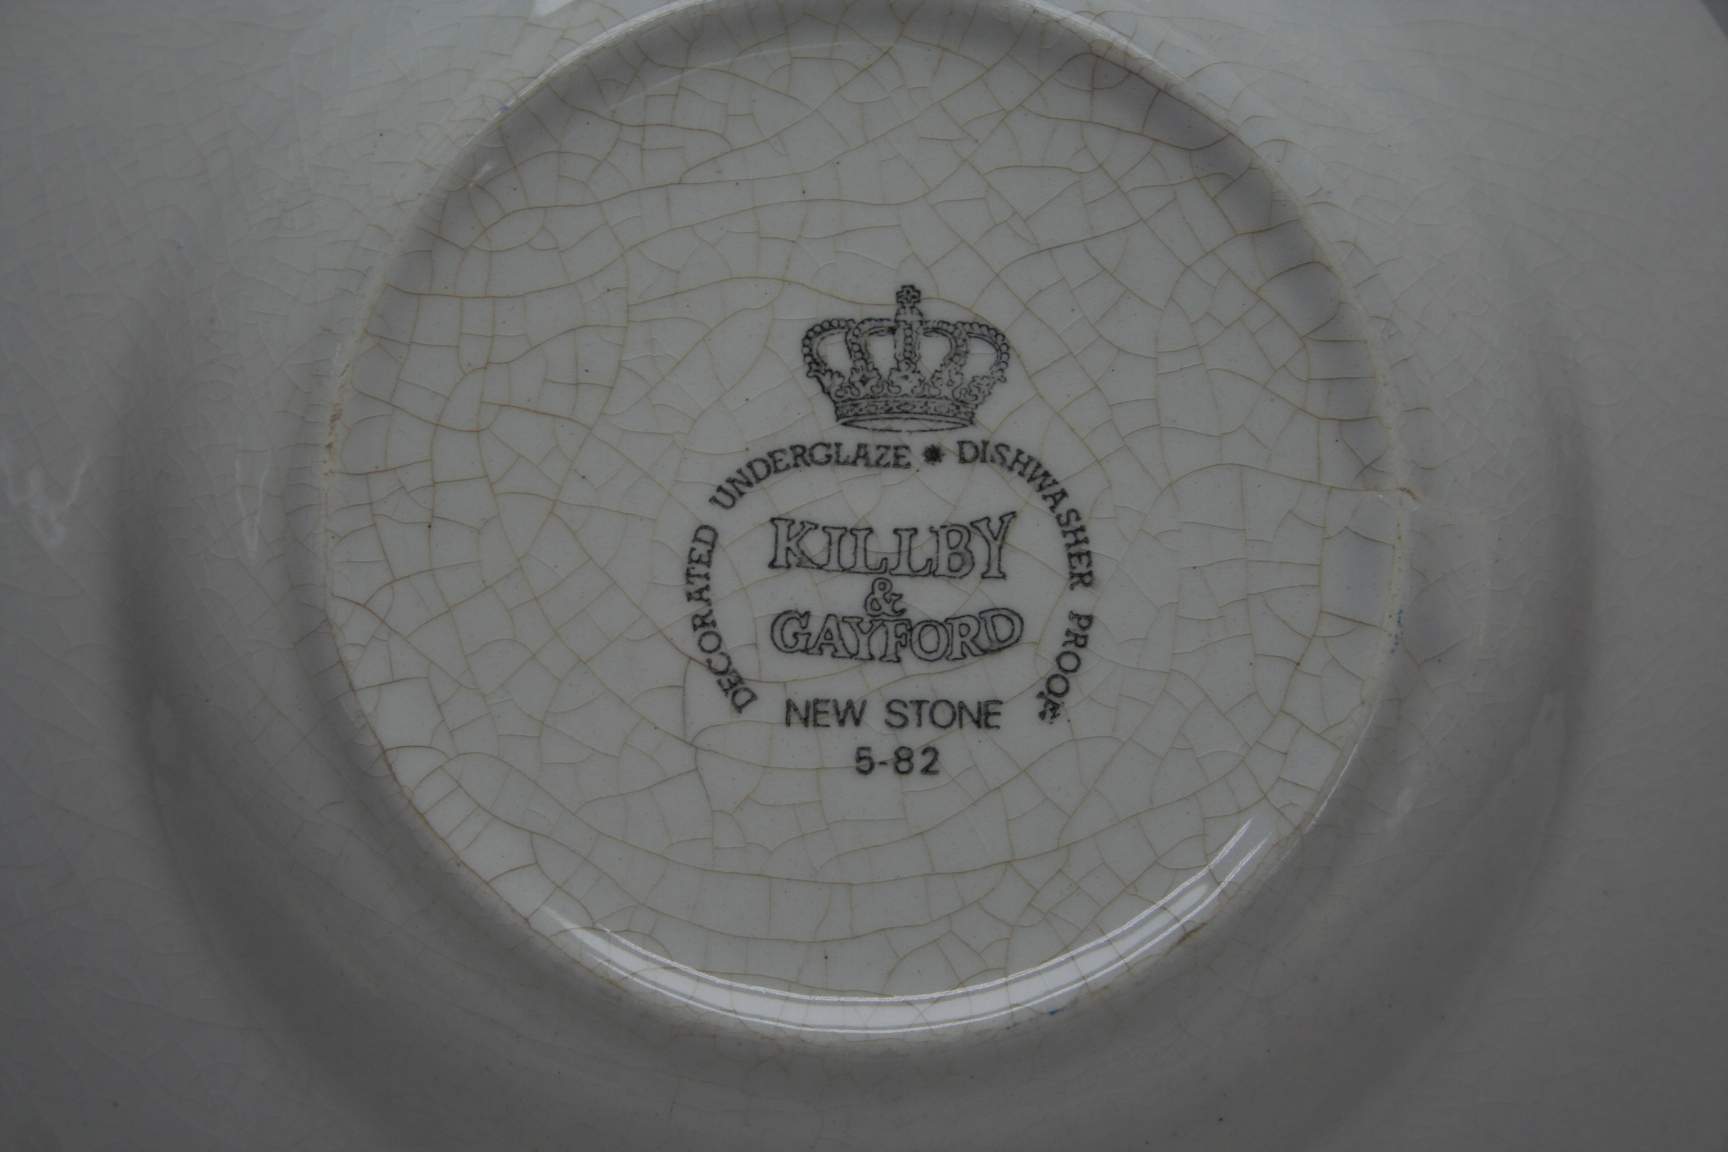 DECORATED UNDERGLAZE * DISHWASHER PROOF
KILLBY
&
GAYFORD
NEW STONE
5-82